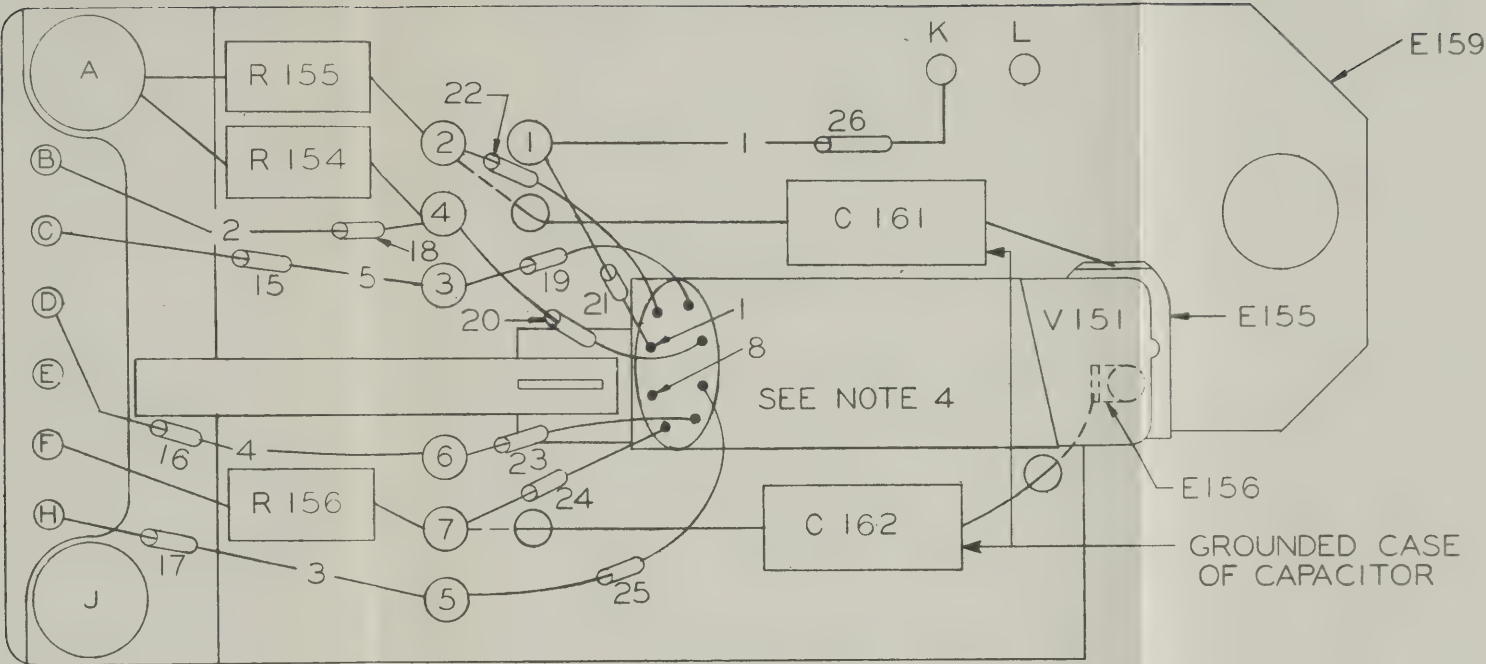 K
L
E159
A
R 155
22
2
1
1
26
B
R 154
C
2
18
4
C 161
15
5
3
19
21
D
20
1
V 151
E155
E
8
SEE NOTE 4
F
16
4
6
23
E156
R 156
24
H
7
C 162
17
3
5
25
GROUNDED CASE
OF CAPACITOR
J